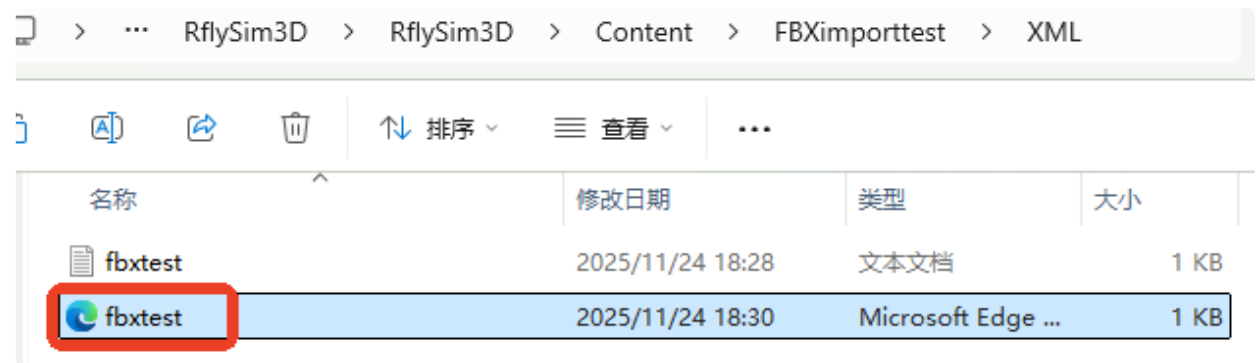 > ··· RflySim3D > RflySim3D > Content > FBXimporttest > XML
排序 查看 ···
名称 修改日期 类型 大小
fbxtest 2025/11/24 18:28 文本文档 1 KB
fbxtest 2025/11/24 18:30 Microsoft Edge ... 1 KB